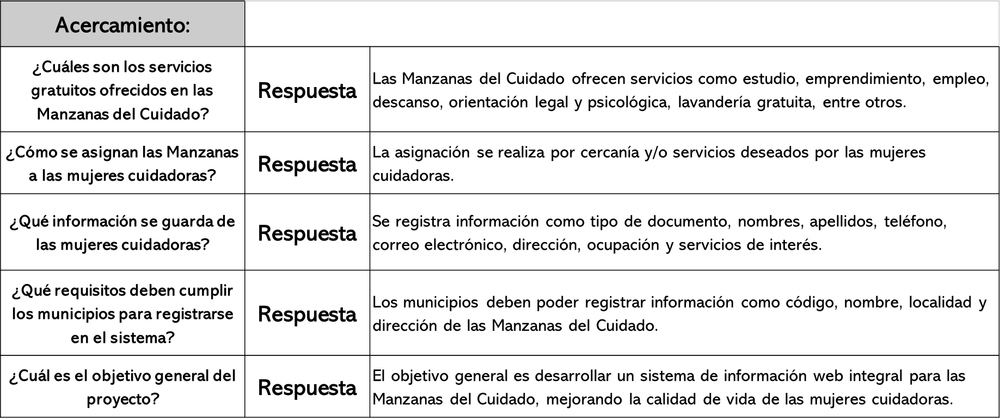 Acercamiento:
¿Cuáles son los servicios
gratuitos ofrecidos en las
Manzanas del Cuidado?
Respuesta
Las Manzanas del Cuidado ofrecen servicios como estudio, emprendimiento, empleo,
descanso, orientación legal y psicológica, lavandería gratuita, entre otros.
¿Cómo se asignan las Manzanas
a las mujeres cuidadoras?
Respuesta
La asignación se realiza por cercanía y/o servicios deseados por las mujeres
cuidadoras.
¿Qué información se guarda de
las mujeres cuidadoras?
Respuesta
Se registra información como tipo de documento, nombres, apellidos, teléfono,
correo electrónico, dirección, ocupación y servicios de interés.
¿Qué requisitos deben cumplir
los municipios para registrarse
en el sistema?
Respuesta
Los municipios deben poder registrar información como código, nombre, localidad y
dirección de las Manzanas del Cuidado.
¿Cuál es el objetivo general del
proyecto?
Respuesta
El objetivo general es desarrollar un sistema de información web integral para las
Manzanas del Cuidado, mejorando la calidad de vida de las mujeres cuidadoras.